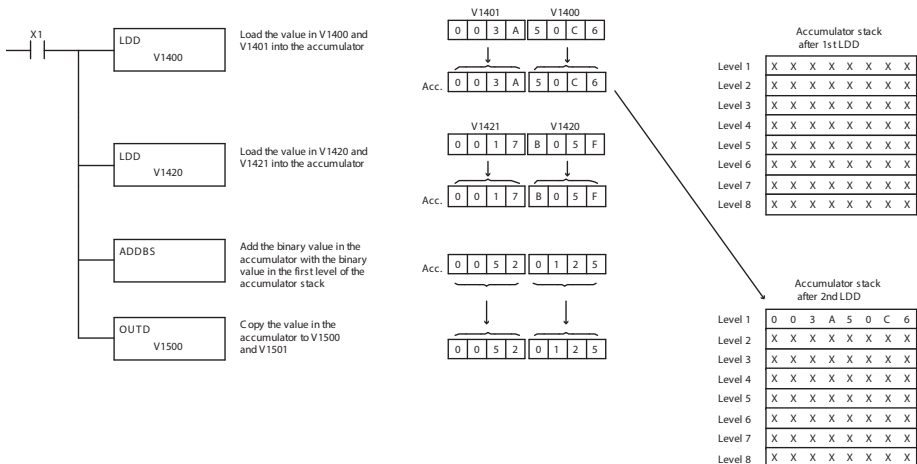 X1
LDD
V1400
Load the value in V1400 and
V1401 into the accumulator
V1401 V1400
0 0 3 A 5 0 C 6
Acc. 0 0 3 A 5 0 C 6
LDD
V1420
Load the value in V1420 and
V1421 into the accumulator
V1421 V1420
0 0 1 7 B 0 5 F
Acc. 0 0 1 7 B 0 5 F
ADDBS
Add the binary value in the
accumulator with the binary
value in the first level of the
accumulator stack
Acc. 0 0 5 2 0 1 2 5
OUTD
V1500
Copy the value in the
accumulator to V1500
and V1501
0 0 5 2 0 1 2 5
Accumulator stack
after 1st LDD
Level 1 X X X X X X X X
Level 2 X X X X X X X X
Level 3 X X X X X X X X
Level 4 X X X X X X X X
Level 5 X X X X X X X X
Level 6 X X X X X X X X
Level 7 X X X X X X X X
Level 8 X X X X X X X X
Accumulator stack
after 2nd LDD
Level 1 0 0 3 A 5 0 C 6
Level 2 X X X X X X X X
Level 3 X X X X X X X X
Level 4 X X X X X X X X
Level 5 X X X X X X X X
Level 6 X X X X X X X X
Level 7 X X X X X X X X
Level 8 X X X X X X X X